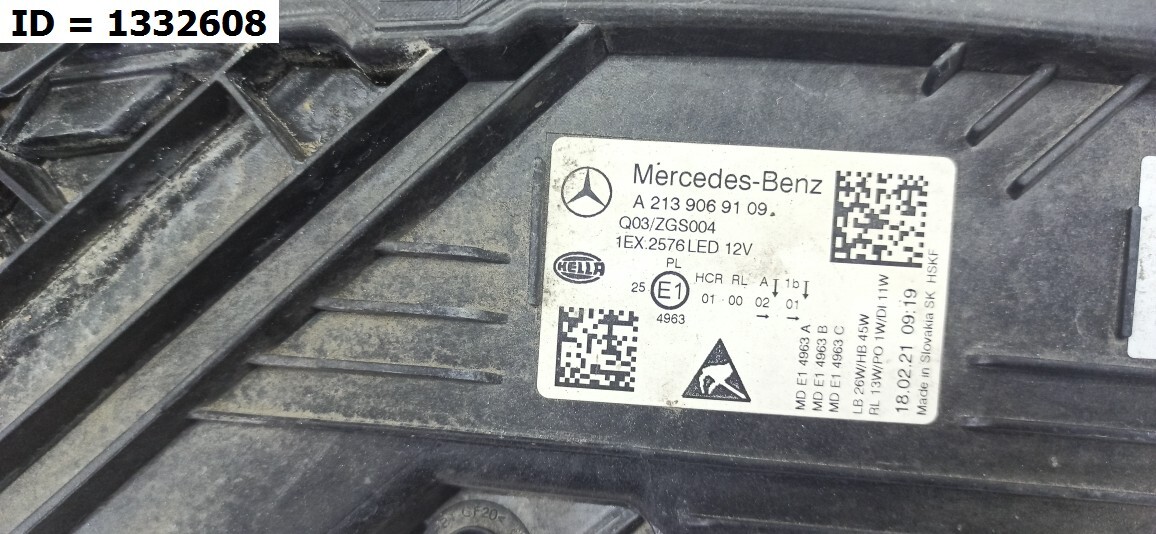 ID = 1332608
Mercedes-Benz
A 213 906 91 09
Q03/ZGS004
1EX.2576 LED 12V
HELLA
PL
25 E1
4963
HCR RL A 1b
01 00 02 01
MD E1 4963 A
MD E1 4963 B
MD E1 4963 C
LB 26W/HB 45W
RL 13W/PO 1W/DI 11W
18.02.21 09:19
Made in Slovakia SK HSKF